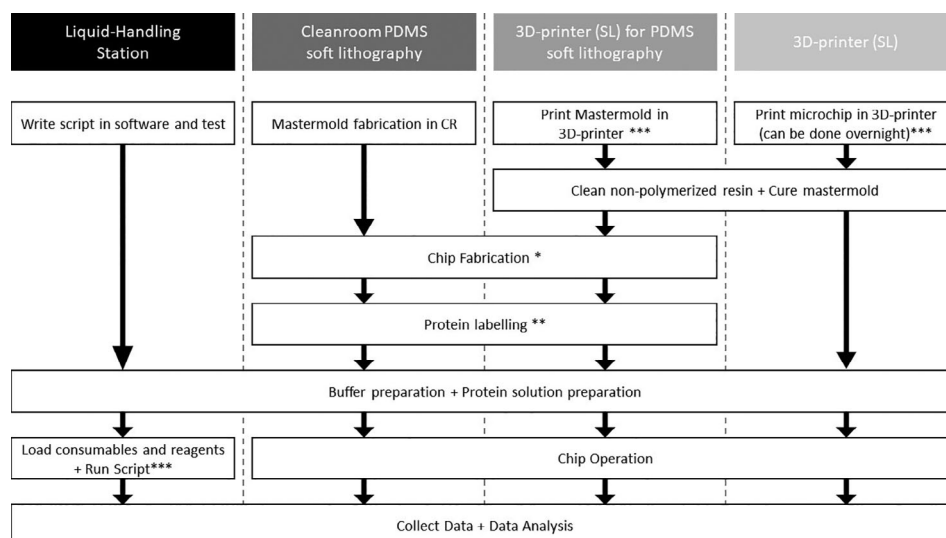 Liquid-Handling
Station
Cleanroom PDMS
soft lithography
3D-printer (SL) for PDMS
soft lithography
3D-printer (SL)
Write script in software and test
Mastermold fabrication in CR
Print Mastermold in
3D-printer ***
Print microchip in 3D-printer
(can be done overnight)***
Clean non-polymerized resin + Cure mastermold
Chip Fabrication *
Protein labelling **
Buffer preparation + Protein solution preparation
Load consumables and reagents
+ Run Script***
Chip Operation
Collect Data + Data Analysis